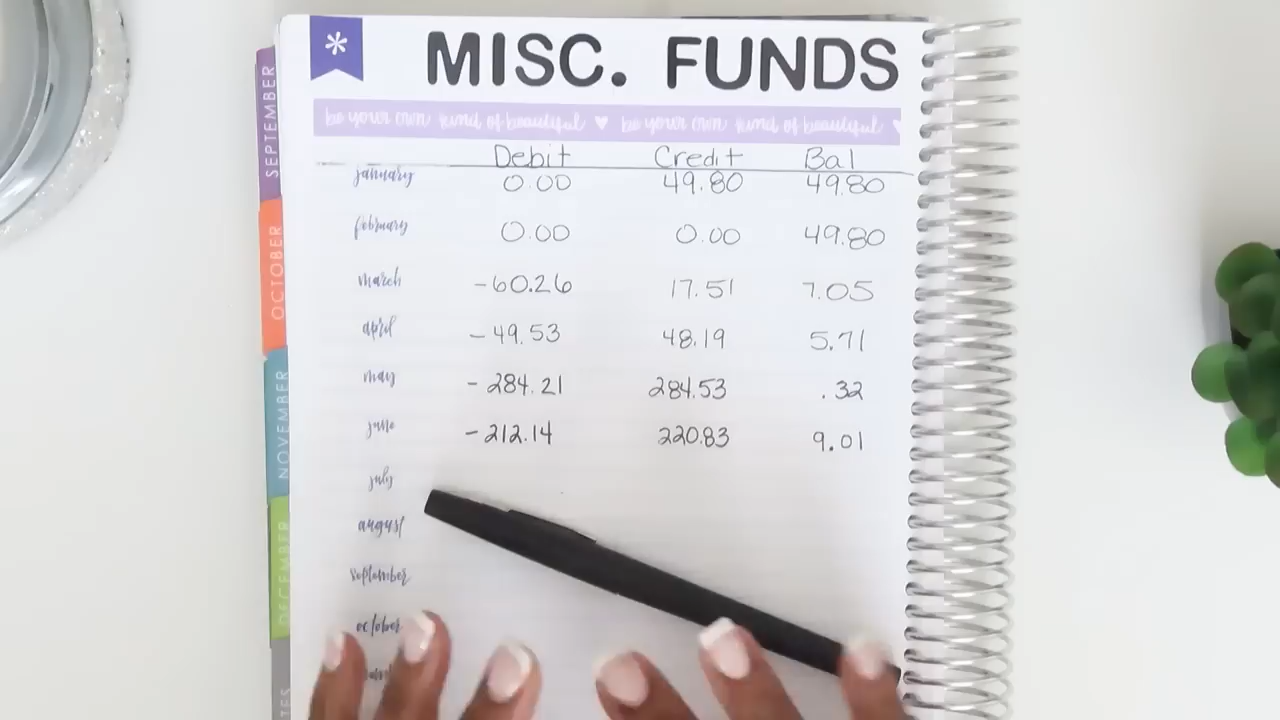 * MISC. FUNDS
be your own kind of beautiful ♥ be your own kind of beautiful ♥
Debit Credit Bal
january 0.00 49.80 49.80
february 0.00 0.00 49.80
march -60.26 17.51 7.05
april -49.53 48.19 5.71
may -284.21 284.53 .32
june -212.14 220.83 9.01
july
august
september
october
SEPTEMBER
OCTOBER
NOVEMBER
DECEMBER